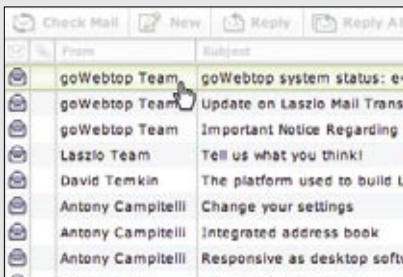 Check Mail New Reply Reply Al
From Subject
goWebtop Team goWebtop system status: e
goWebtop Team Update on Laszlo Mail Trans
goWebtop Team Important Notice Regarding
Laszlo Team Tell us what you think!
David Temkin The platform used to build L
Antony Campitelli Change your settings
Antony Campitelli Integrated address book
Antony Campitelli Responsive as desktop softw